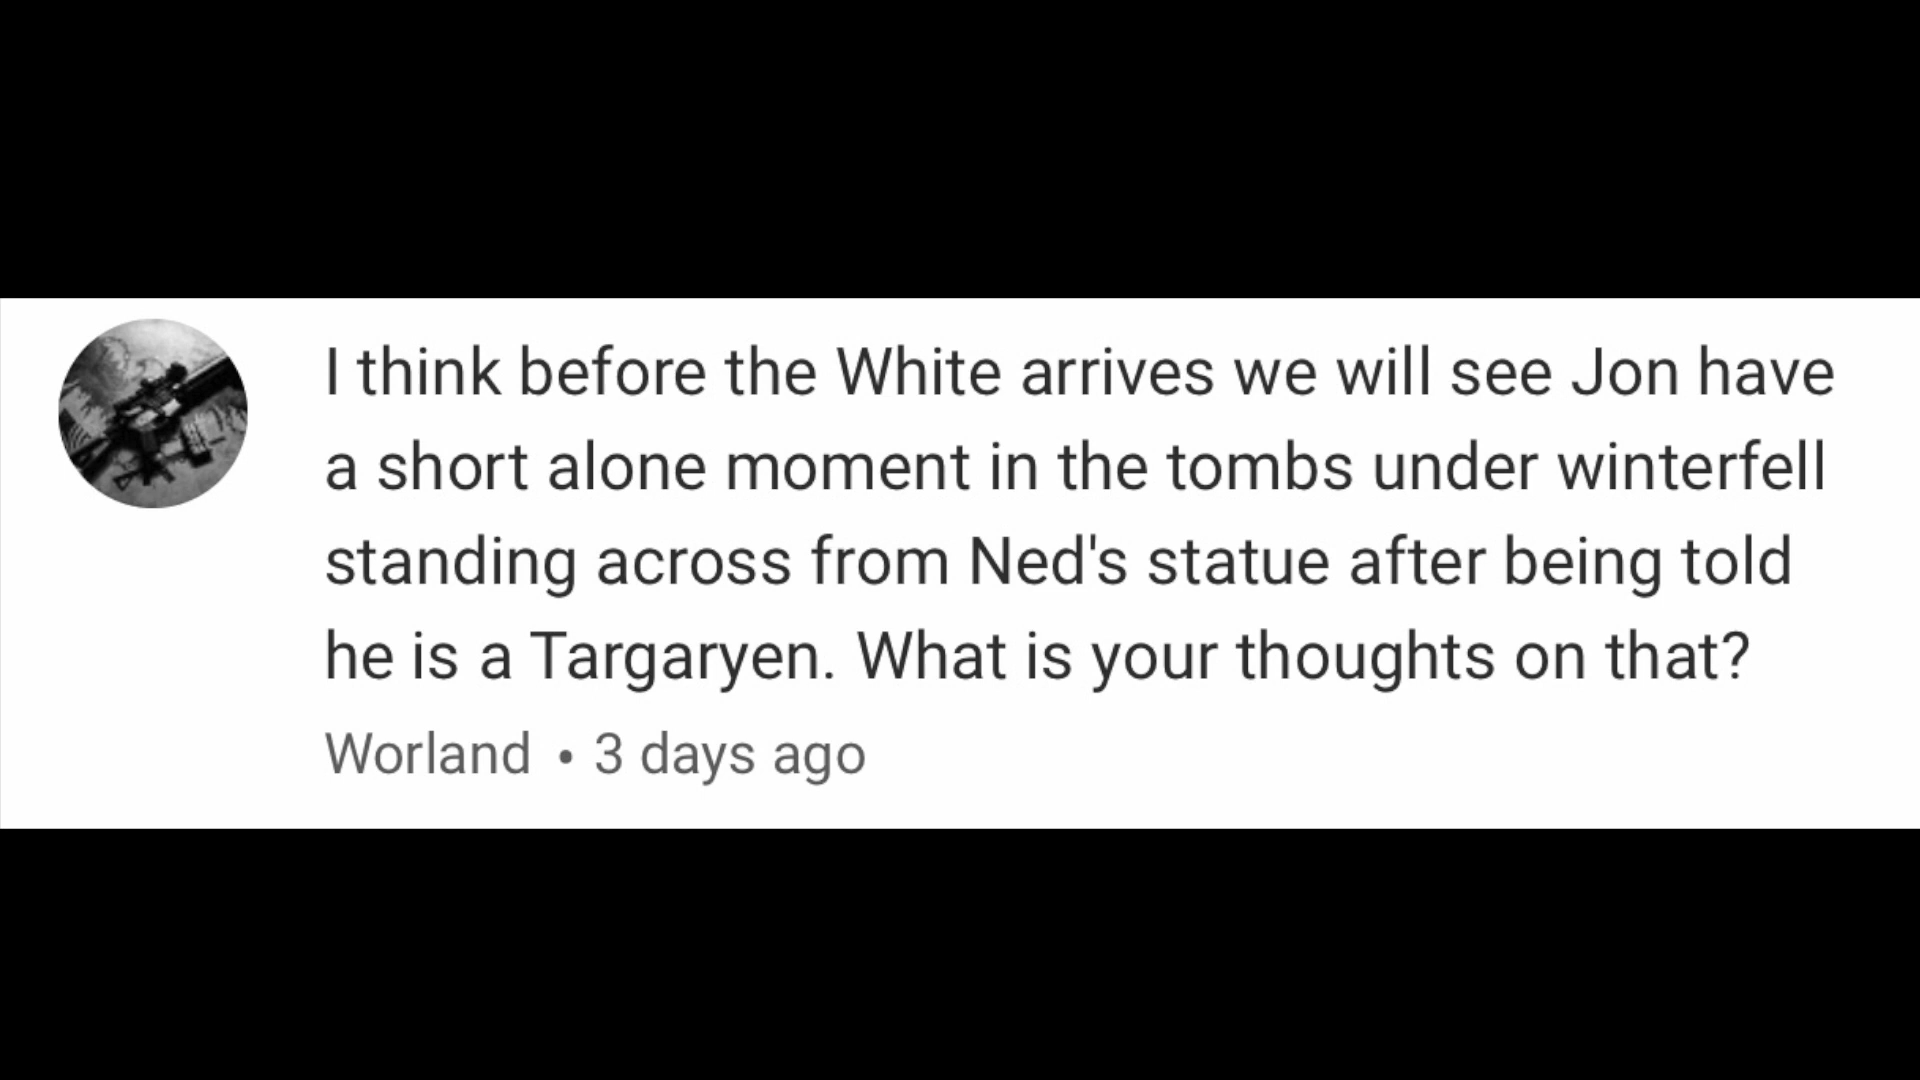 I think before the White arrives we will see Jon have
a short alone moment in the tombs under winterfell
standing across from Ned's statue after being told
he is a Targaryen. What is your thoughts on that?
Worland • 3 days ago